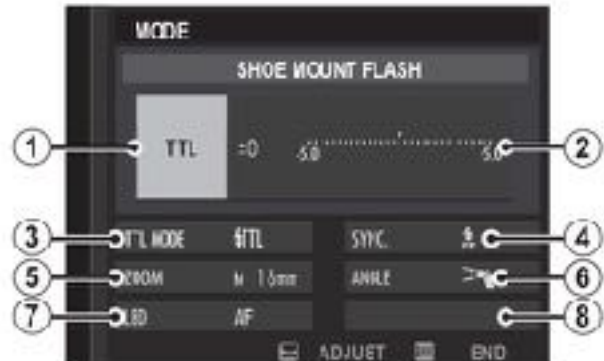 MODE
SHOE MOUNT FLASH
1 TTL ±0 -5.0 5.0 2
3 TTL MODE TTL SYNC. 4
5 ZOOM M 16mm ANGLE 6
7 LED AF 8
ADJUST END